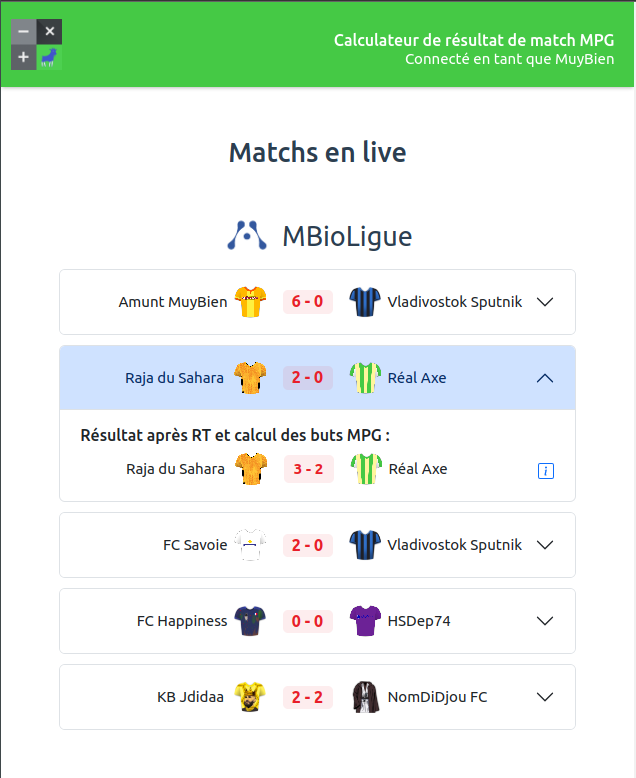 Calculateur de résultat de match MPG
Connecté en tant que MuyBien
Matchs en live
MBioLigue
Amunt MuyBien 6 - 0 Vladivostok Sputnik
Raja du Sahara 2 - 0 Réal Axe
Résultat après RT et calcul des buts MPG :
Raja du Sahara 3 - 2 Réal Axe
FC Savoie 2 - 0 Vladivostok Sputnik
FC Happiness 0 - 0 HSDep74
KB Jdidaa 2 - 2 NomDiDjou FC